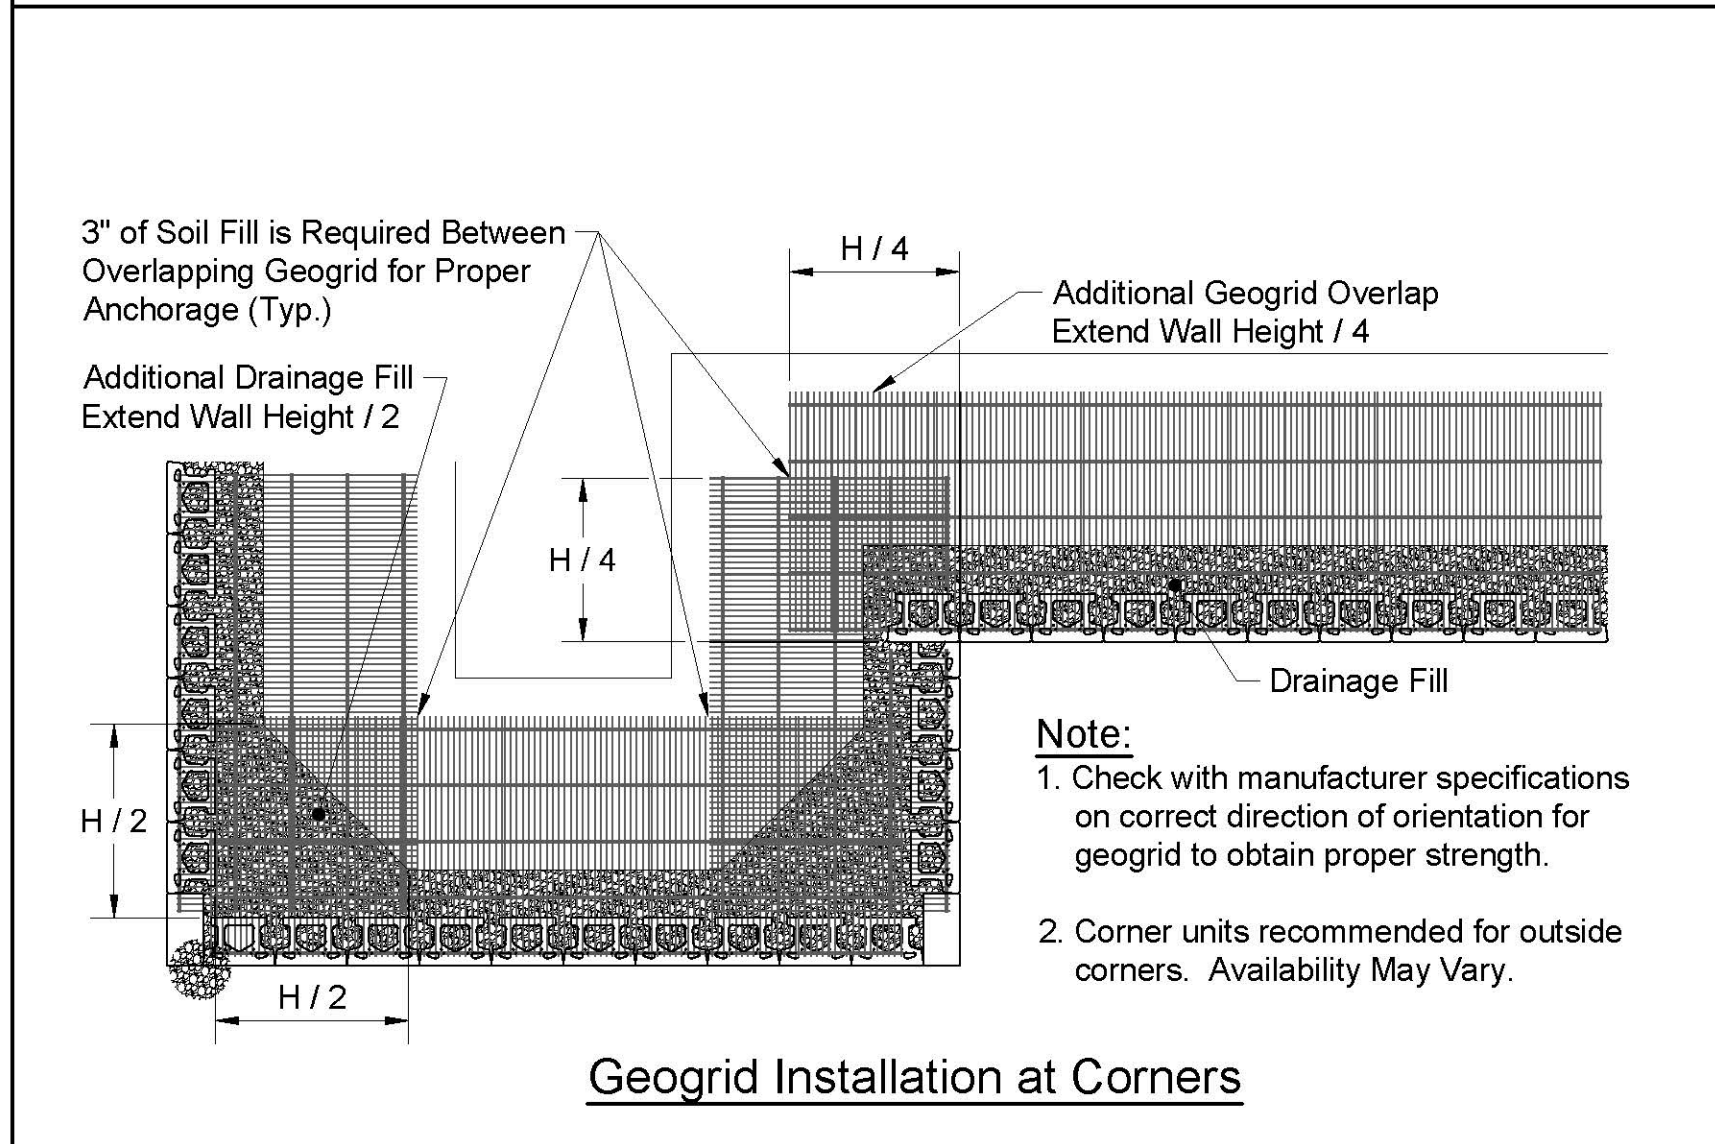 3" of Soil Fill is Required Between
Overlapping Geogrid for Proper
Anchorage (Typ.)
H / 4
Additional Geogrid Overlap
Extend Wall Height / 4
Additional Drainage Fill
Extend Wall Height / 2
H / 4
Drainage Fill
H / 2
Note:
1. Check with manufacturer specifications
on correct direction of orientation for
geogrid to obtain proper strength.
2. Corner units recommended for outside
corners. Availability May Vary.
H / 2
Geogrid Installation at Corners